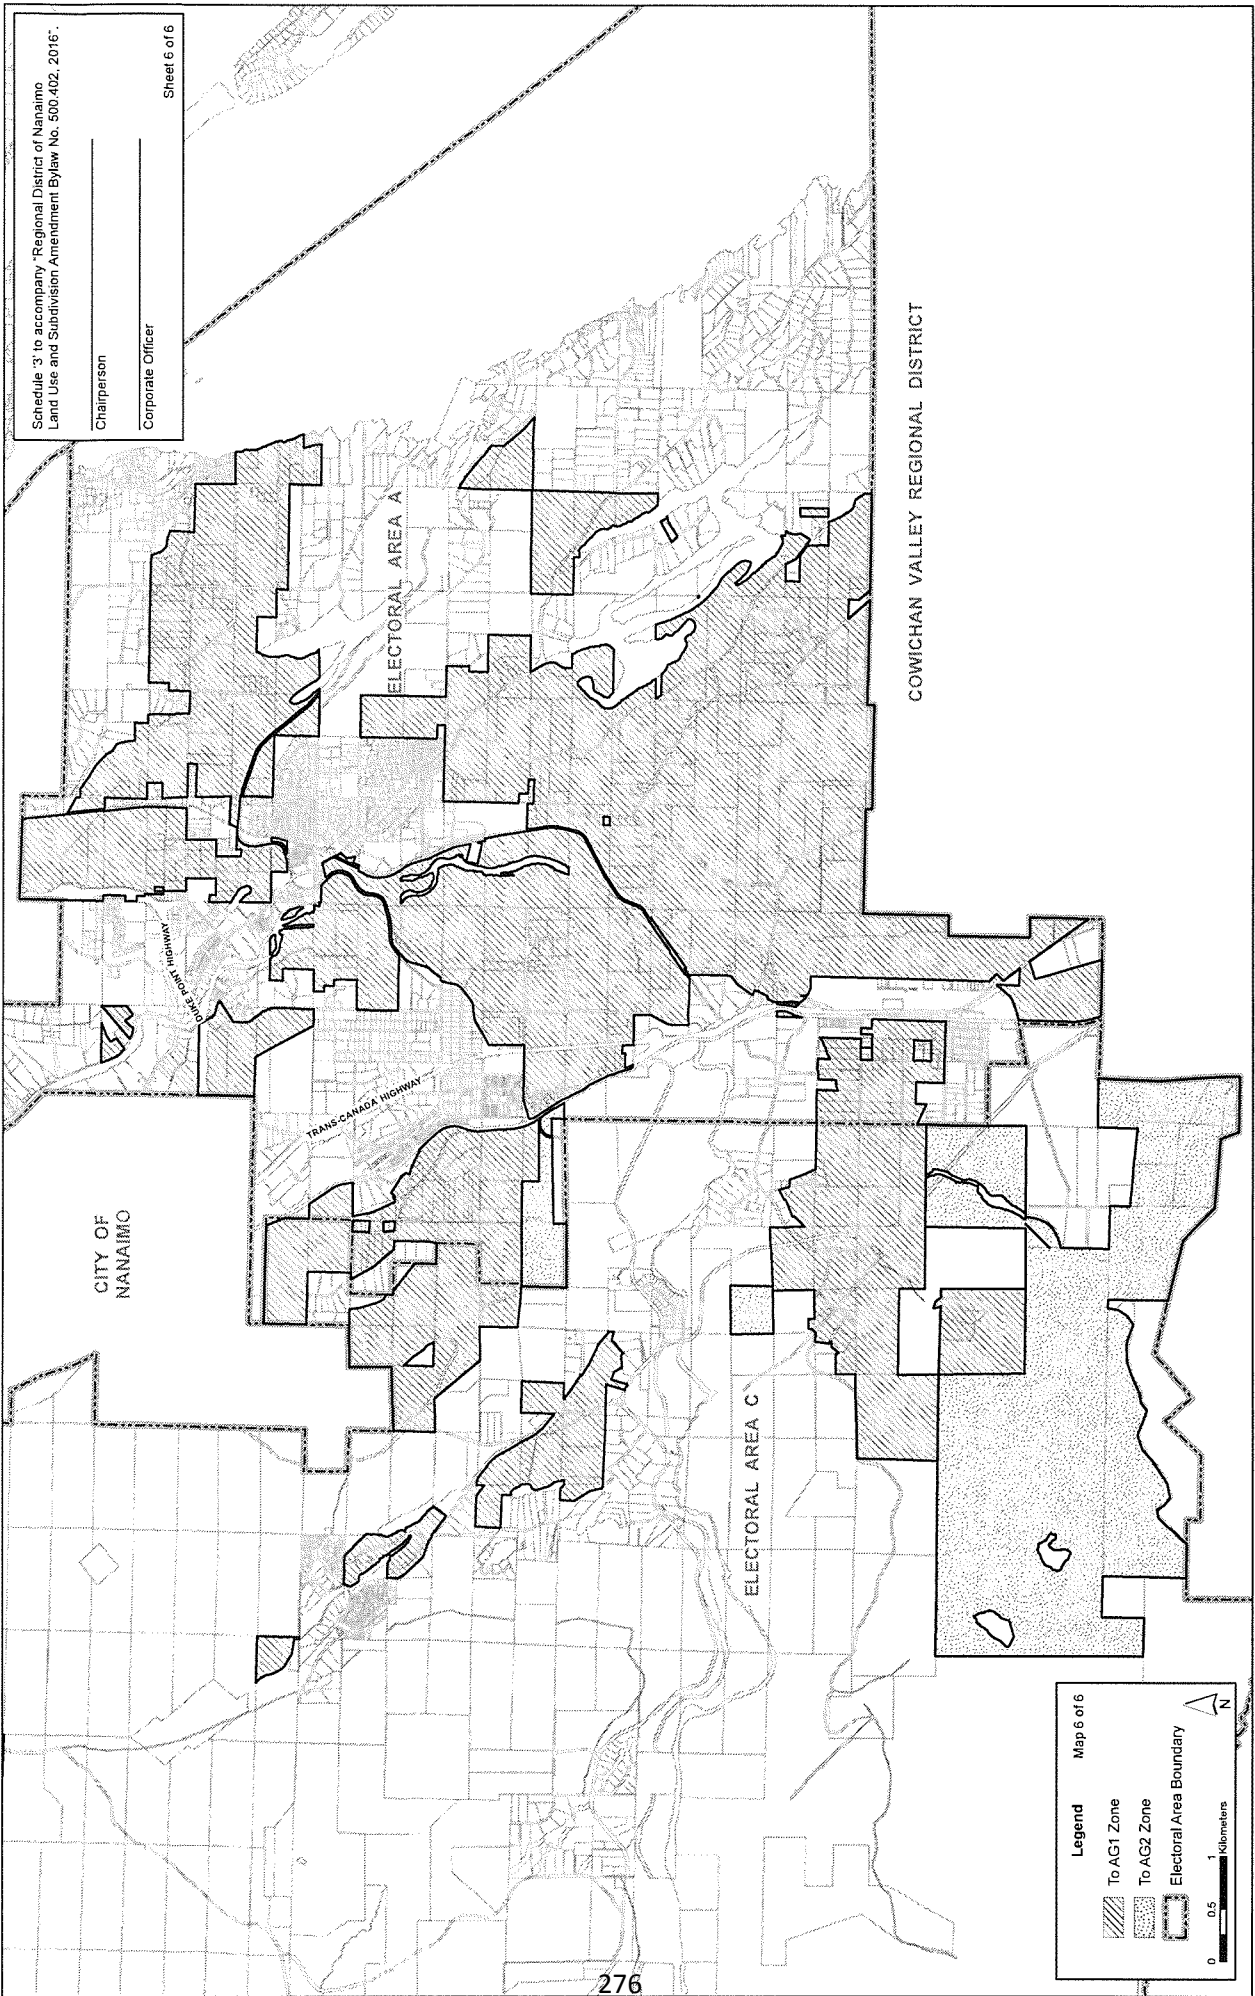 Schedule '3' to accompany "Regional District of Nanaimo
Land Use and Subdivision Amendment Bylaw No. 500.402, 2016".
Chairperson
Corporate Officer
Sheet 6 of 6
CITY OF
NANAIMO
DUKE POINT HIGHWAY
TRANS-CANADA HIGHWAY
ELECTORAL AREA A
ELECTORAL AREA C
COWICHAN VALLEY REGIONAL DISTRICT
Legend
Map 6 of 6
To AG1 Zone
To AG2 Zone
Electoral Area Boundary
0 0.5 1
Kilometers
N
276